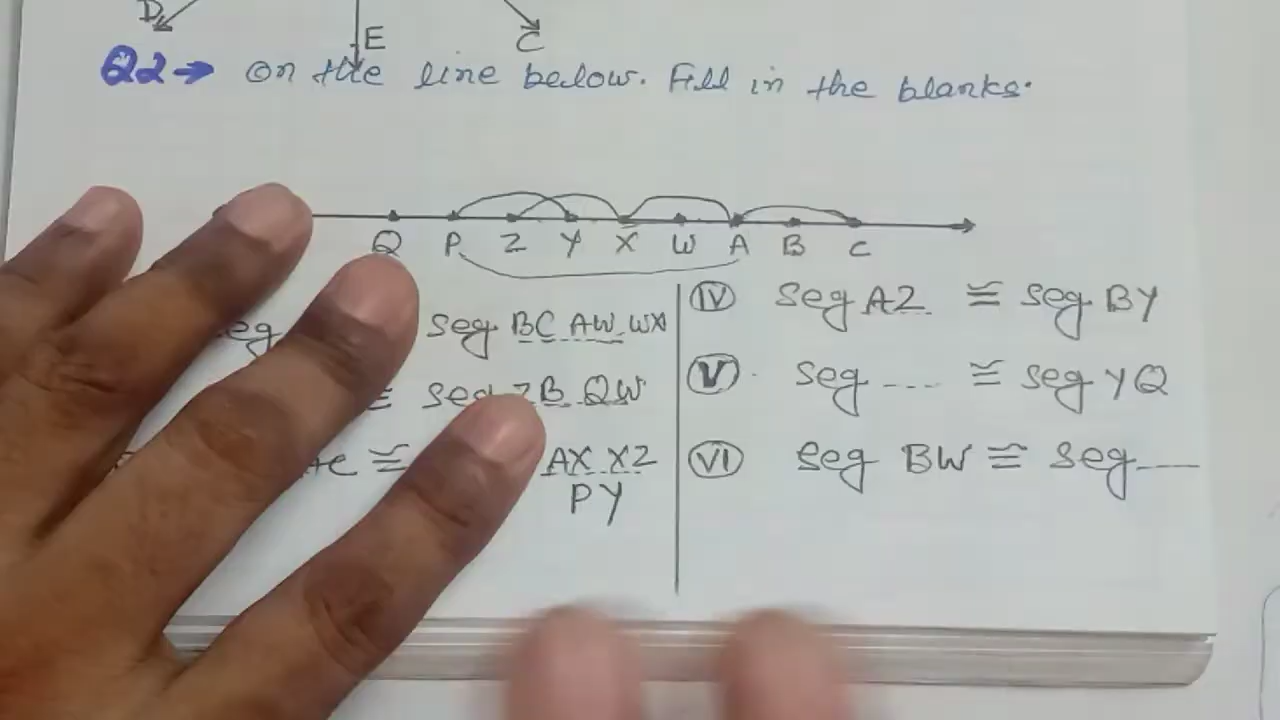 D
E
C
Q2→ On the line below. Fill in the blanks.
Q P Z Y X W A B C
seg BC AW WX
≅ seg ZB QW
≅ AX XZ
PY
IV seg AZ ≅ seg BY
V seg --- ≅ seg YQ
VI seg BW ≅ seg ___